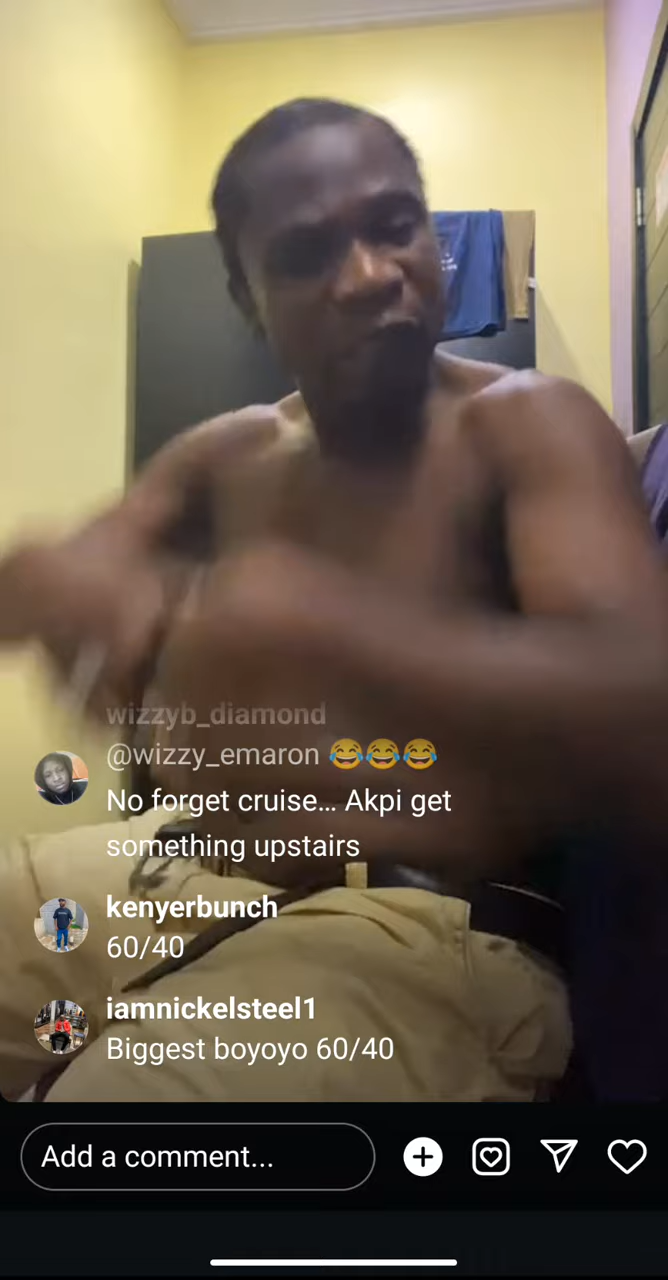 wizzyb_diamond
@wizzy_emaron 😂😂😂
No forget cruise... Akpi get
something upstairs
kenyerbunch
60/40
iamnickelsteel1
Biggest boyoyo 60/40
Add a comment...